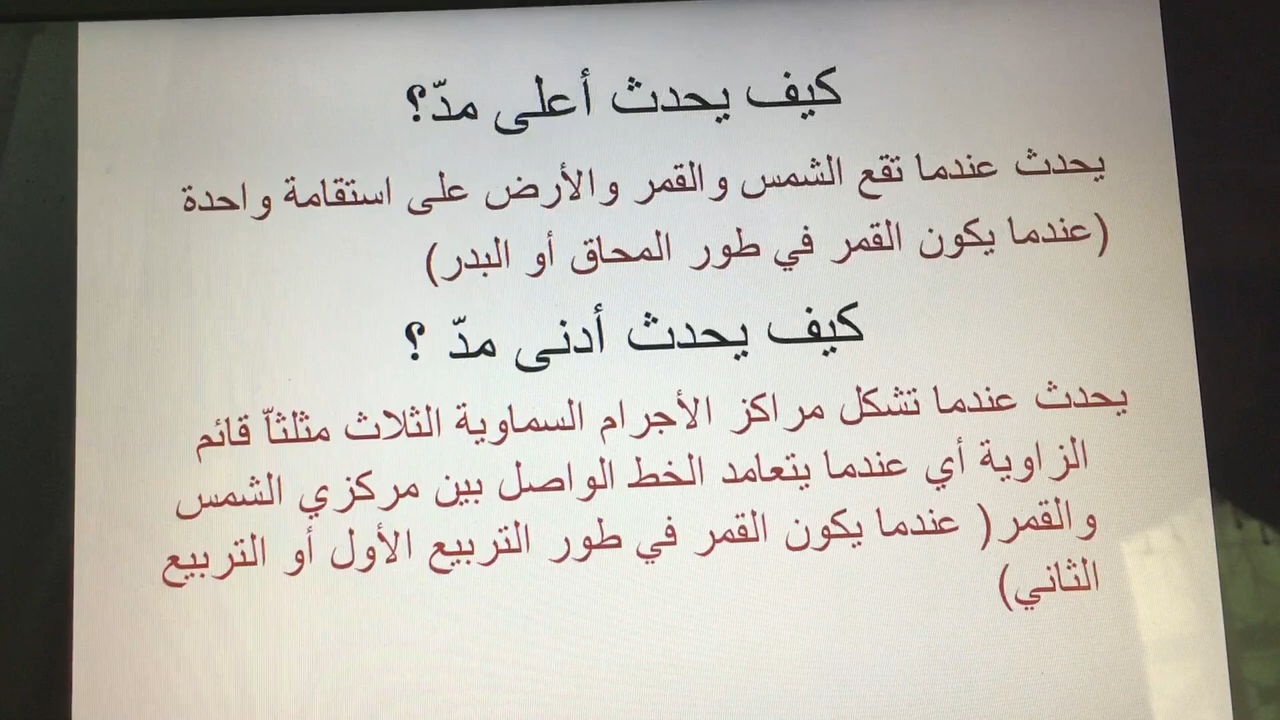 كيف يحدث أعلى مدّ؟
يحدث عندما تقع الشمس والقمر والأرض على استقامة واحدة
(عندما يكون القمر في طور المحاق أو البدر)
كيف يحدث أدنى مدّ ؟
يحدث عندما تشكل مراكز الأجرام السماوية الثلاث مثلثاّ قائم
الزاوية أي عندما يتعامد الخط الواصل بين مركزي الشمس
والقمر( عندما يكون القمر في طور التربيع الأول أو التربيع
الثاني)